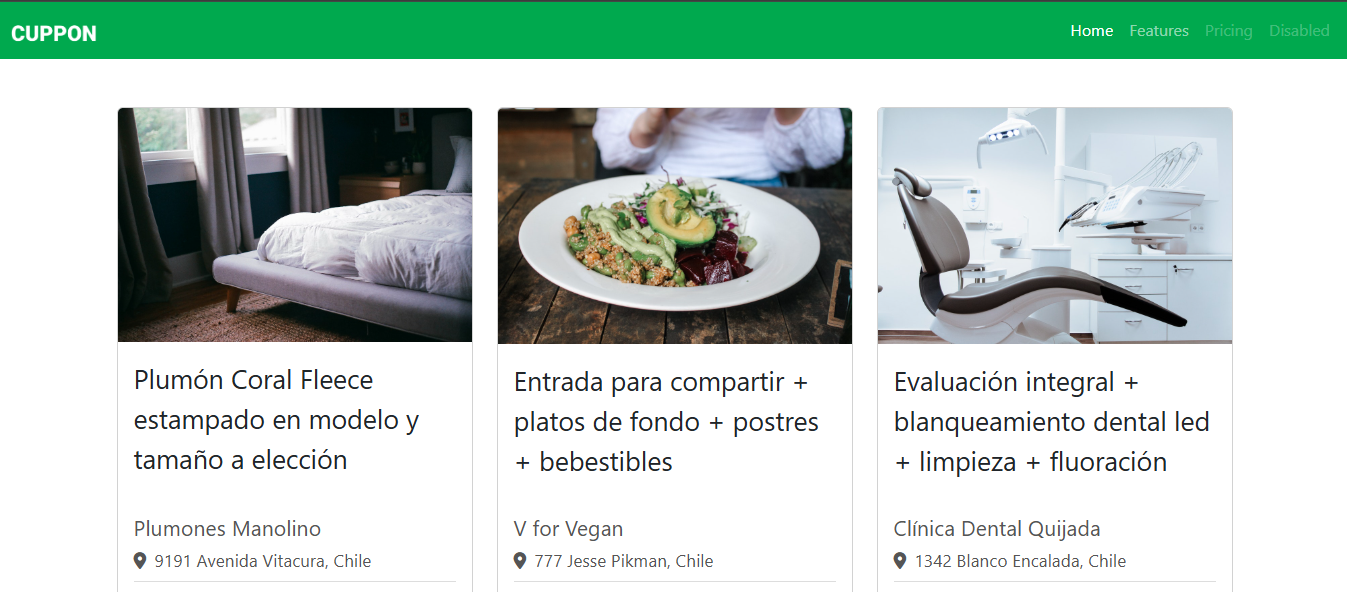 CUPPON
Home Features Pricing Disabled
Plumón Coral Fleece
estampado en modelo y
tamaño a elección
Plumones Manolino
9191 Avenida Vitacura, Chile
Entrada para compartir +
platos de fondo + postres
+ bebestibles
V for Vegan
777 Jesse Pikman, Chile
Evaluación integral +
blanqueamiento dental led
+ limpieza + fluoración
Clínica Dental Quijada
1342 Blanco Encalada, Chile